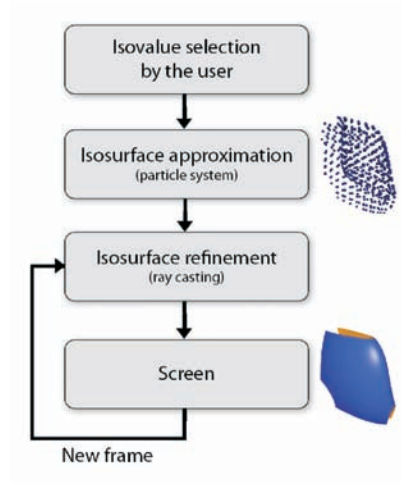 Isovalue selection
by the user
Isosurface approximation
(particle system)
Isosurface refinement
(ray casting)
Screen
New frame